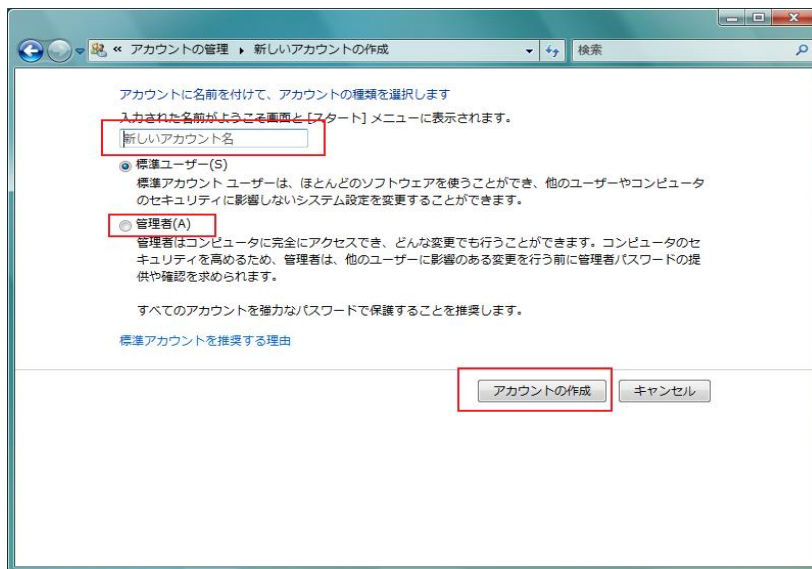 « アカウントの管理 ▸ 新しいアカウントの作成
検索
アカウントに名前を付けて、アカウントの種類を選択します
入力された名前がようこそ画面と [スタート] メニューに表示されます。
新しいアカウント名
標準ユーザー(S)
標準アカウント ユーザーは、ほとんどのソフトウェアを使うことができ、他のユーザーやコンピュータ
のセキュリティに影響しないシステム設定を変更することができます。
管理者(A)
管理者はコンピュータに完全にアクセスでき、どんな変更でも行うことができます。コンピュータのセ
キュリティを高めるため、管理者は、他のユーザーに影響のある変更を行う前に管理者パスワードの提
供や確認を求められます。
すべてのアカウントを強力なパスワードで保護することを推奨します。
標準アカウントを推奨する理由
アカウントの作成
キャンセル